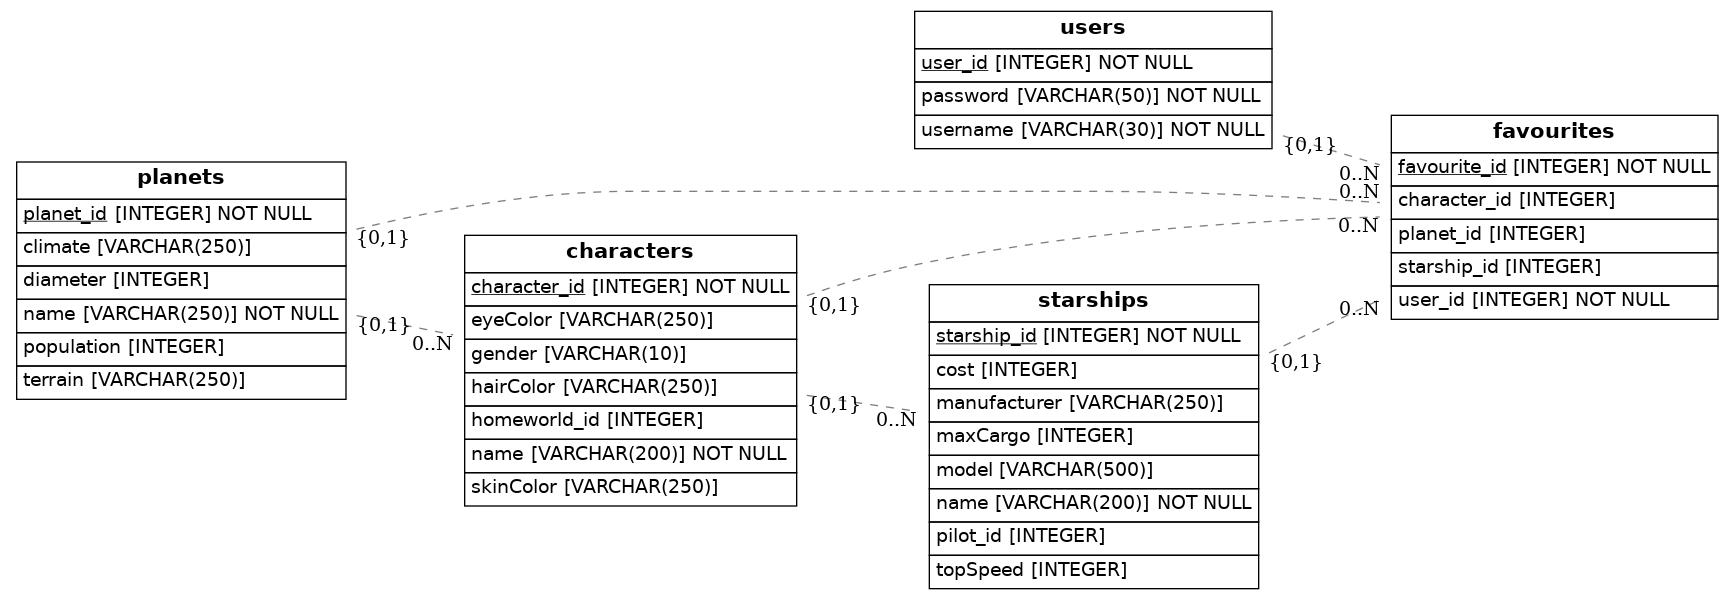 users
user_id [INTEGER] NOT NULL
password [VARCHAR(50)] NOT NULL
username [VARCHAR(30)] NOT NULL
{0,1}
0..N
favourites
favourite_id [INTEGER] NOT NULL
character_id [INTEGER]
planet_id [INTEGER]
starship_id [INTEGER]
user_id [INTEGER] NOT NULL
0..N
0..N
0..N
planets
planet_id [INTEGER] NOT NULL
climate [VARCHAR(250)]
diameter [INTEGER]
name [VARCHAR(250)] NOT NULL
population [INTEGER]
terrain [VARCHAR(250)]
{0,1}
{0,1}
0..N
characters
character_id [INTEGER] NOT NULL
eyeColor [VARCHAR(250)]
gender [VARCHAR(10)]
hairColor [VARCHAR(250)]
homeworld_id [INTEGER]
name [VARCHAR(200)] NOT NULL
skinColor [VARCHAR(250)]
{0,1}
{0,1}
0..N
starships
starship_id [INTEGER] NOT NULL
cost [INTEGER]
manufacturer [VARCHAR(250)]
maxCargo [INTEGER]
model [VARCHAR(500)]
name [VARCHAR(200)] NOT NULL
pilot_id [INTEGER]
topSpeed [INTEGER]
{0,1}